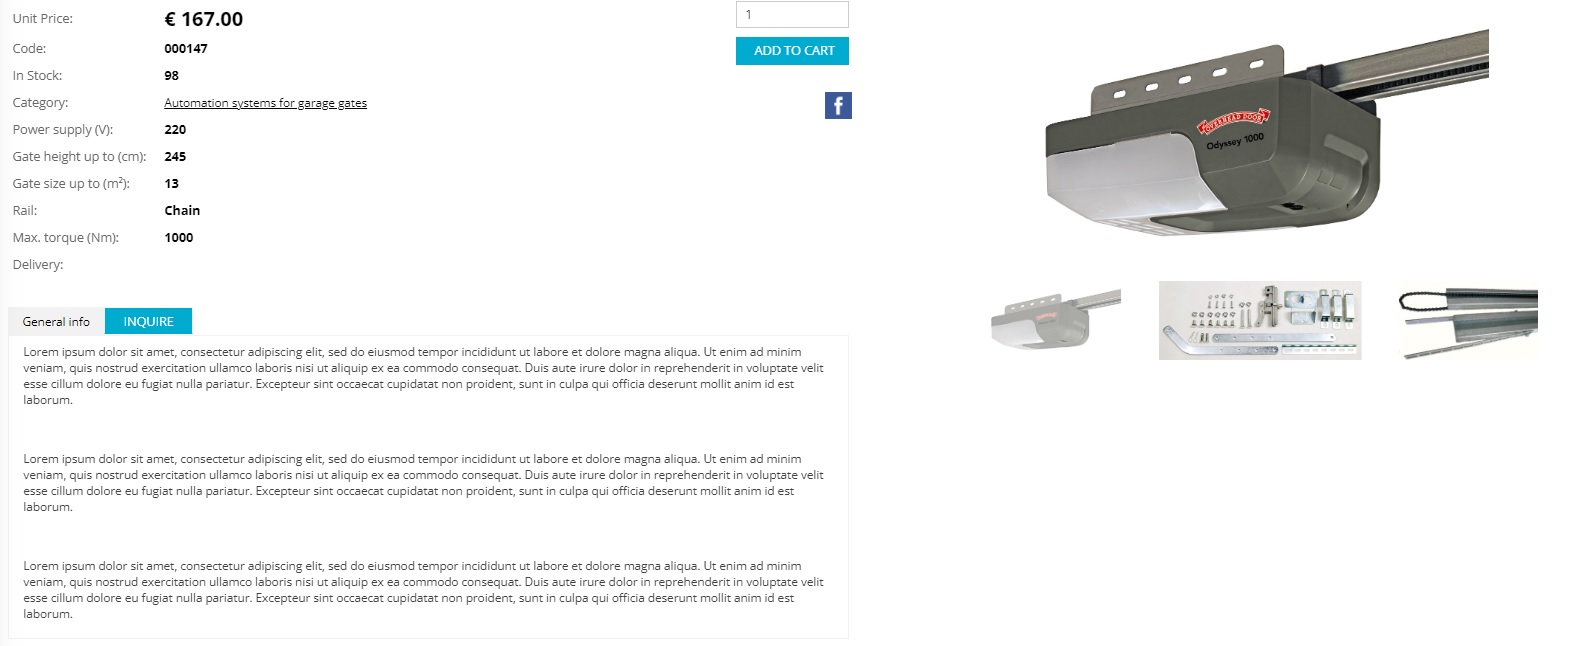 Unit Price: € 167.00
Code: 000147
In Stock: 98
Category: Automation systems for garage gates
Power supply (V): 220
Gate height up to (cm): 245
Gate size up to (m²): 13
Rail: Chain
Max. torque (Nm): 1000
Delivery:
1
ADD TO CART
f
OVERHEAD DOOR
Odyssey 1000
General info INQUIRE
Lorem ipsum dolor sit amet, consectetur adipiscing elit, sed do eiusmod tempor incididunt ut labore et dolore magna aliqua. Ut enim ad minim
veniam, quis nostrud exercitation ullamco laboris nisi ut aliquip ex ea commodo consequat. Duis aute irure dolor in reprehenderit in voluptate velit
esse cillum dolore eu fugiat nulla pariatur. Excepteur sint occaecat cupidatat non proident, sunt in culpa qui officia deserunt mollit anim id est
laborum.
Lorem ipsum dolor sit amet, consectetur adipiscing elit, sed do eiusmod tempor incididunt ut labore et dolore magna aliqua. Ut enim ad minim
veniam, quis nostrud exercitation ullamco laboris nisi ut aliquip ex ea commodo consequat. Duis aute irure dolor in reprehenderit in voluptate velit
esse cillum dolore eu fugiat nulla pariatur. Excepteur sint occaecat cupidatat non proident, sunt in culpa qui officia deserunt mollit anim id est
laborum.
Lorem ipsum dolor sit amet, consectetur adipiscing elit, sed do eiusmod tempor incididunt ut labore et dolore magna aliqua. Ut enim ad minim
veniam, quis nostrud exercitation ullamco laboris nisi ut aliquip ex ea commodo consequat. Duis aute irure dolor in reprehenderit in voluptate velit
esse cillum dolore eu fugiat nulla pariatur. Excepteur sint occaecat cupidatat non proident, sunt in culpa qui officia deserunt mollit anim id est
laborum.